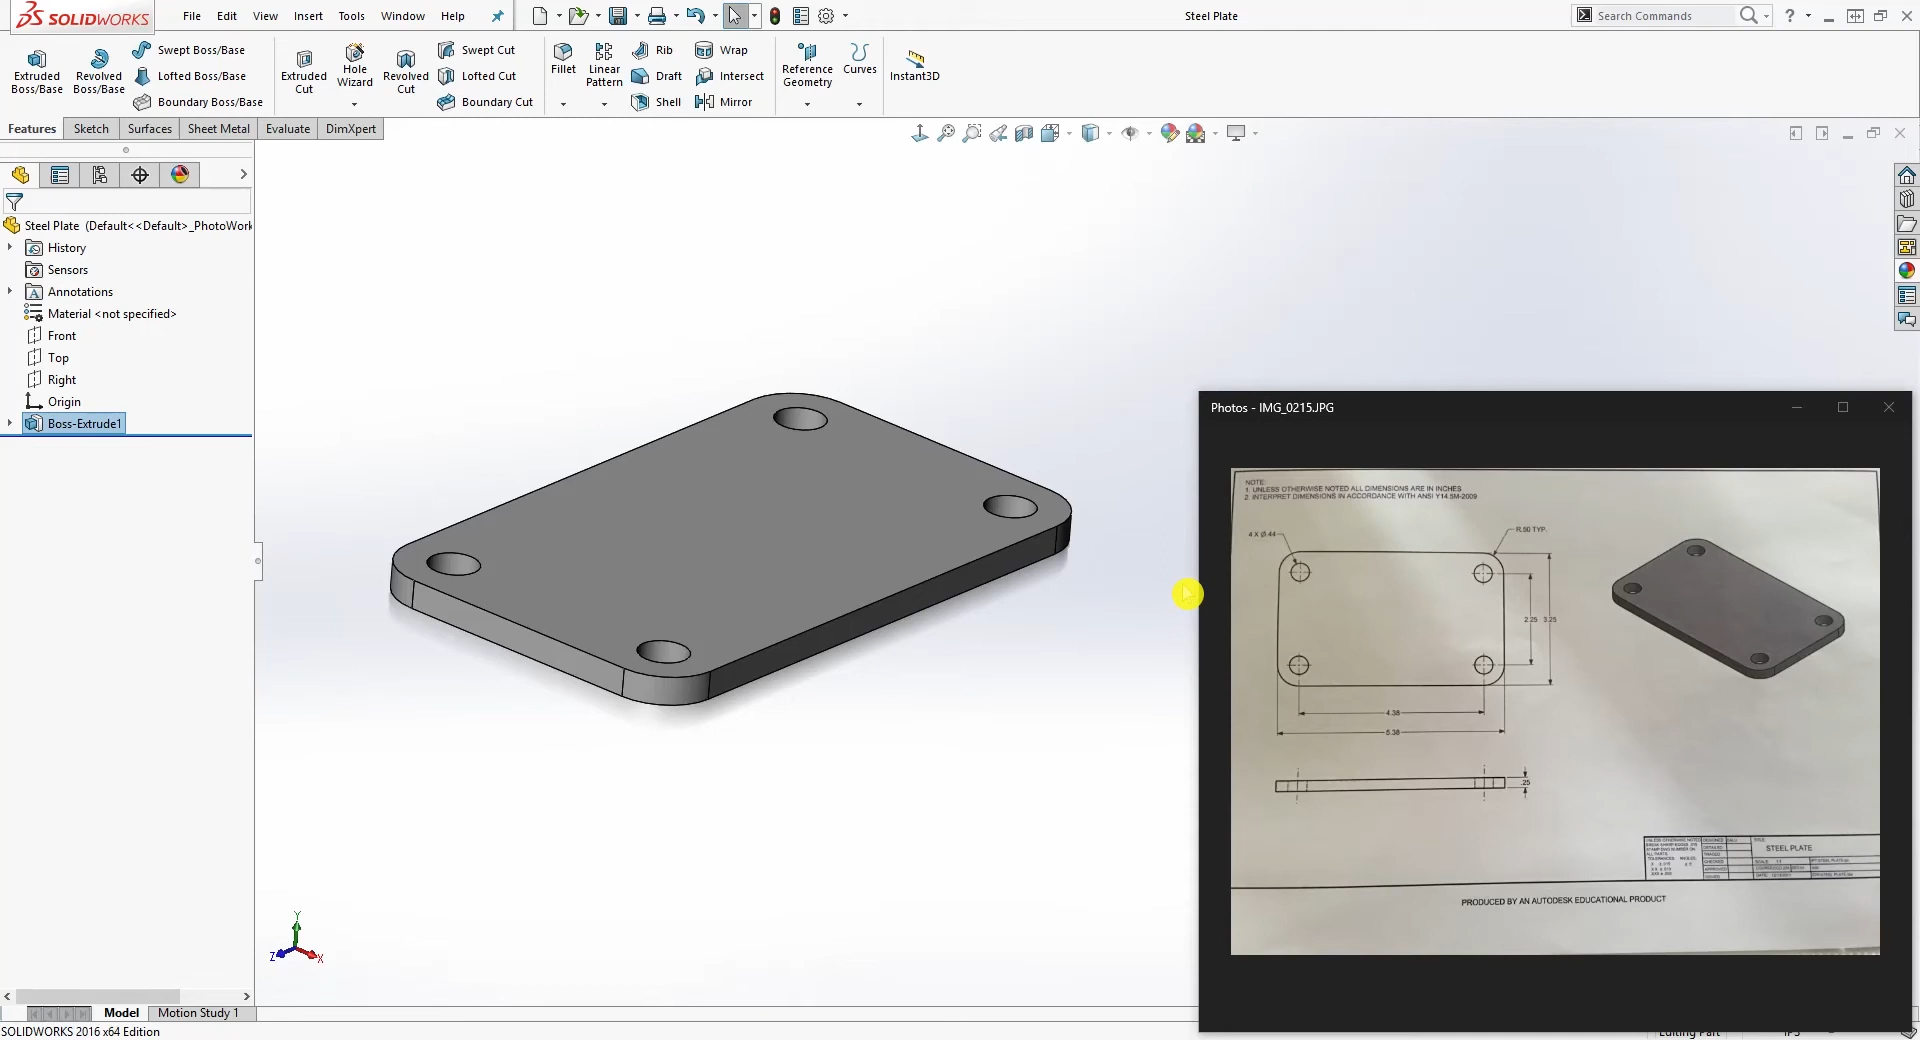 SOLIDWORKS
File Edit View Insert Tools Window Help
Steel Plate
Search Commands
Extruded Boss/Base
Revolved Boss/Base
Swept Boss/Base
Lofted Boss/Base
Boundary Boss/Base
Extruded Cut
Hole Wizard
Revolved Cut
Swept Cut
Lofted Cut
Boundary Cut
Fillet
Linear Pattern
Rib
Draft
Shell
Wrap
Intersect
Mirror
Reference Geometry
Curves
Instant3D
Features Sketch Surfaces Sheet Metal Evaluate DimXpert
Steel Plate (Default<<Default>_PhotoWork
History
Sensors
Annotations
Material <not specified>
Front
Top
Right
Origin
Boss-Extrude1
Y
Z
X
Photos - IMG_0215.JPG
NOTE:
1. UNLESS OTHERWISE NOTED ALL DIMENSIONS ARE IN INCHES
2. INTERPRET DIMENSIONS IN ACCORDANCE WITH ANSI Y14.5M-2009
4 X Ø.44
R.50 TYP.
2.25 3.25
4.38
5.38
.25
STEEL PLATE
PRODUCED BY AN AUTODESK EDUCATIONAL PRODUCT
Model Motion Study 1
SOLIDWORKS 2016 x64 Edition
Editing Part
IPS